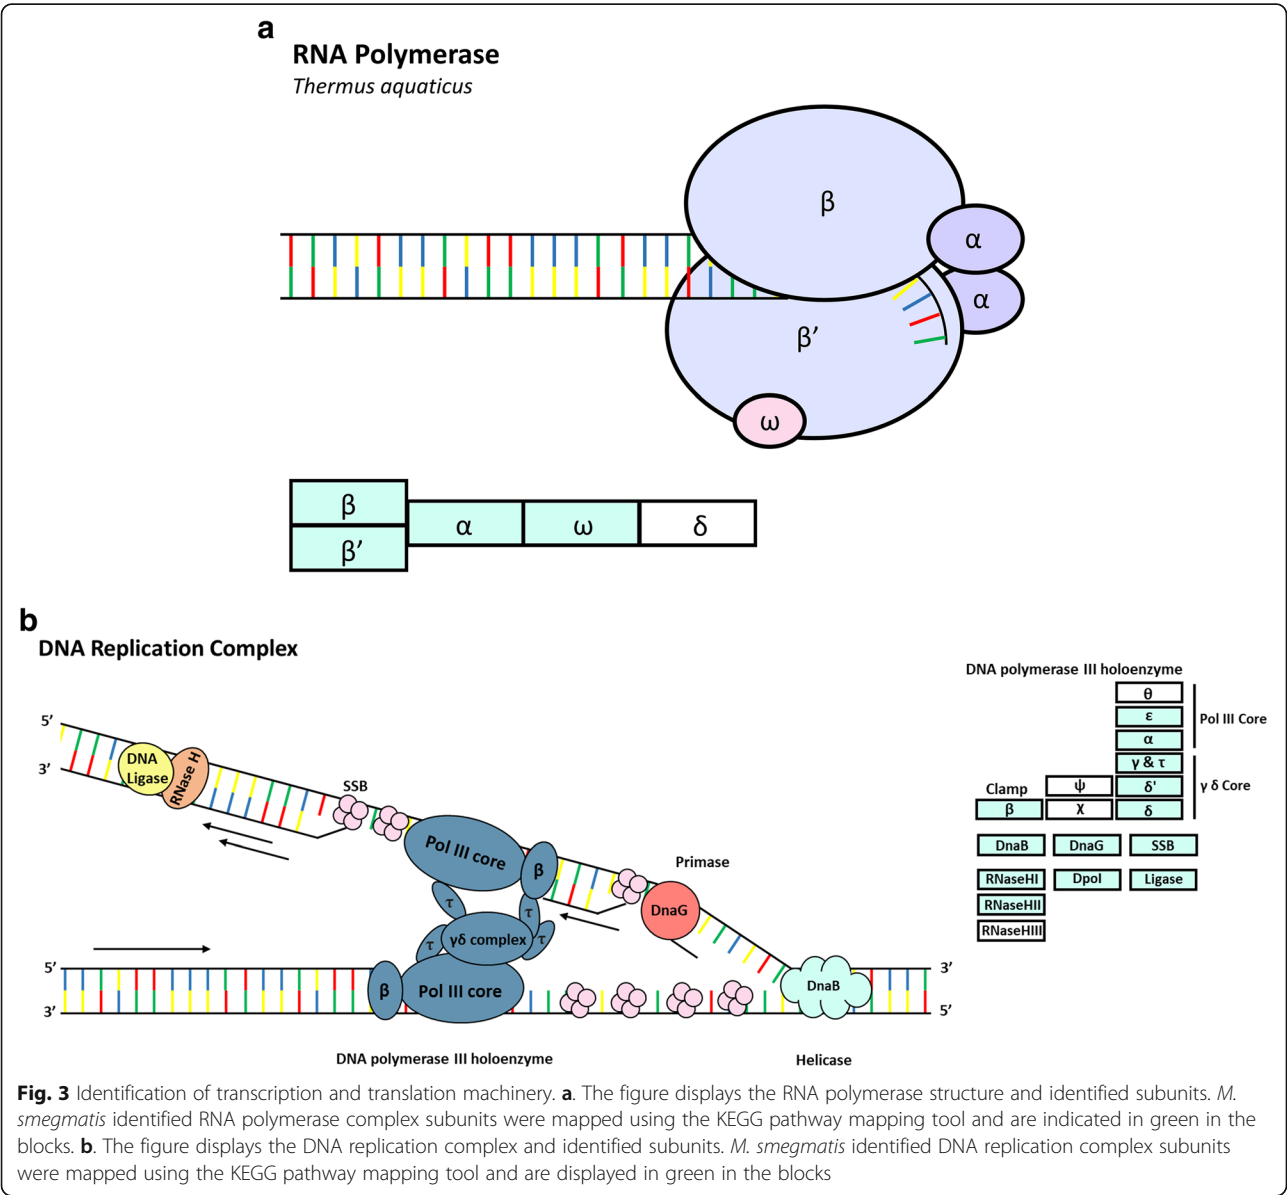 a
RNA Polymerase
Thermus aquaticus
β
α
α
β’
ω
β
β’
α
ω
δ
b
DNA Replication Complex
DNA polymerase III holoenzyme
θ
ε
Pol III Core
α
γ & τ
Clamp
ψ
δ'
γ δ Core
β
χ
δ
DnaB
DnaG
SSB
RNaseHI
DpoI
Ligase
RNaseHII
RNaseHIII
5’
3’
DNA
Ligase
RNase H
SSB
Pol III core
β
Primase
DnaG
τ
τ
τ
γδ complex
τ
5’
3’
β
Pol III core
DnaB
3’
5’
DNA polymerase III holoenzyme
Helicase
Fig. 3 Identification of transcription and translation machinery. a. The figure displays the RNA polymerase structure and identified subunits. M.
smegmatis identified RNA polymerase complex subunits were mapped using the KEGG pathway mapping tool and are indicated in green in the
blocks. b. The figure displays the DNA replication complex and identified subunits. M. smegmatis identified DNA replication complex subunits
were mapped using the KEGG pathway mapping tool and are displayed in green in the blocks